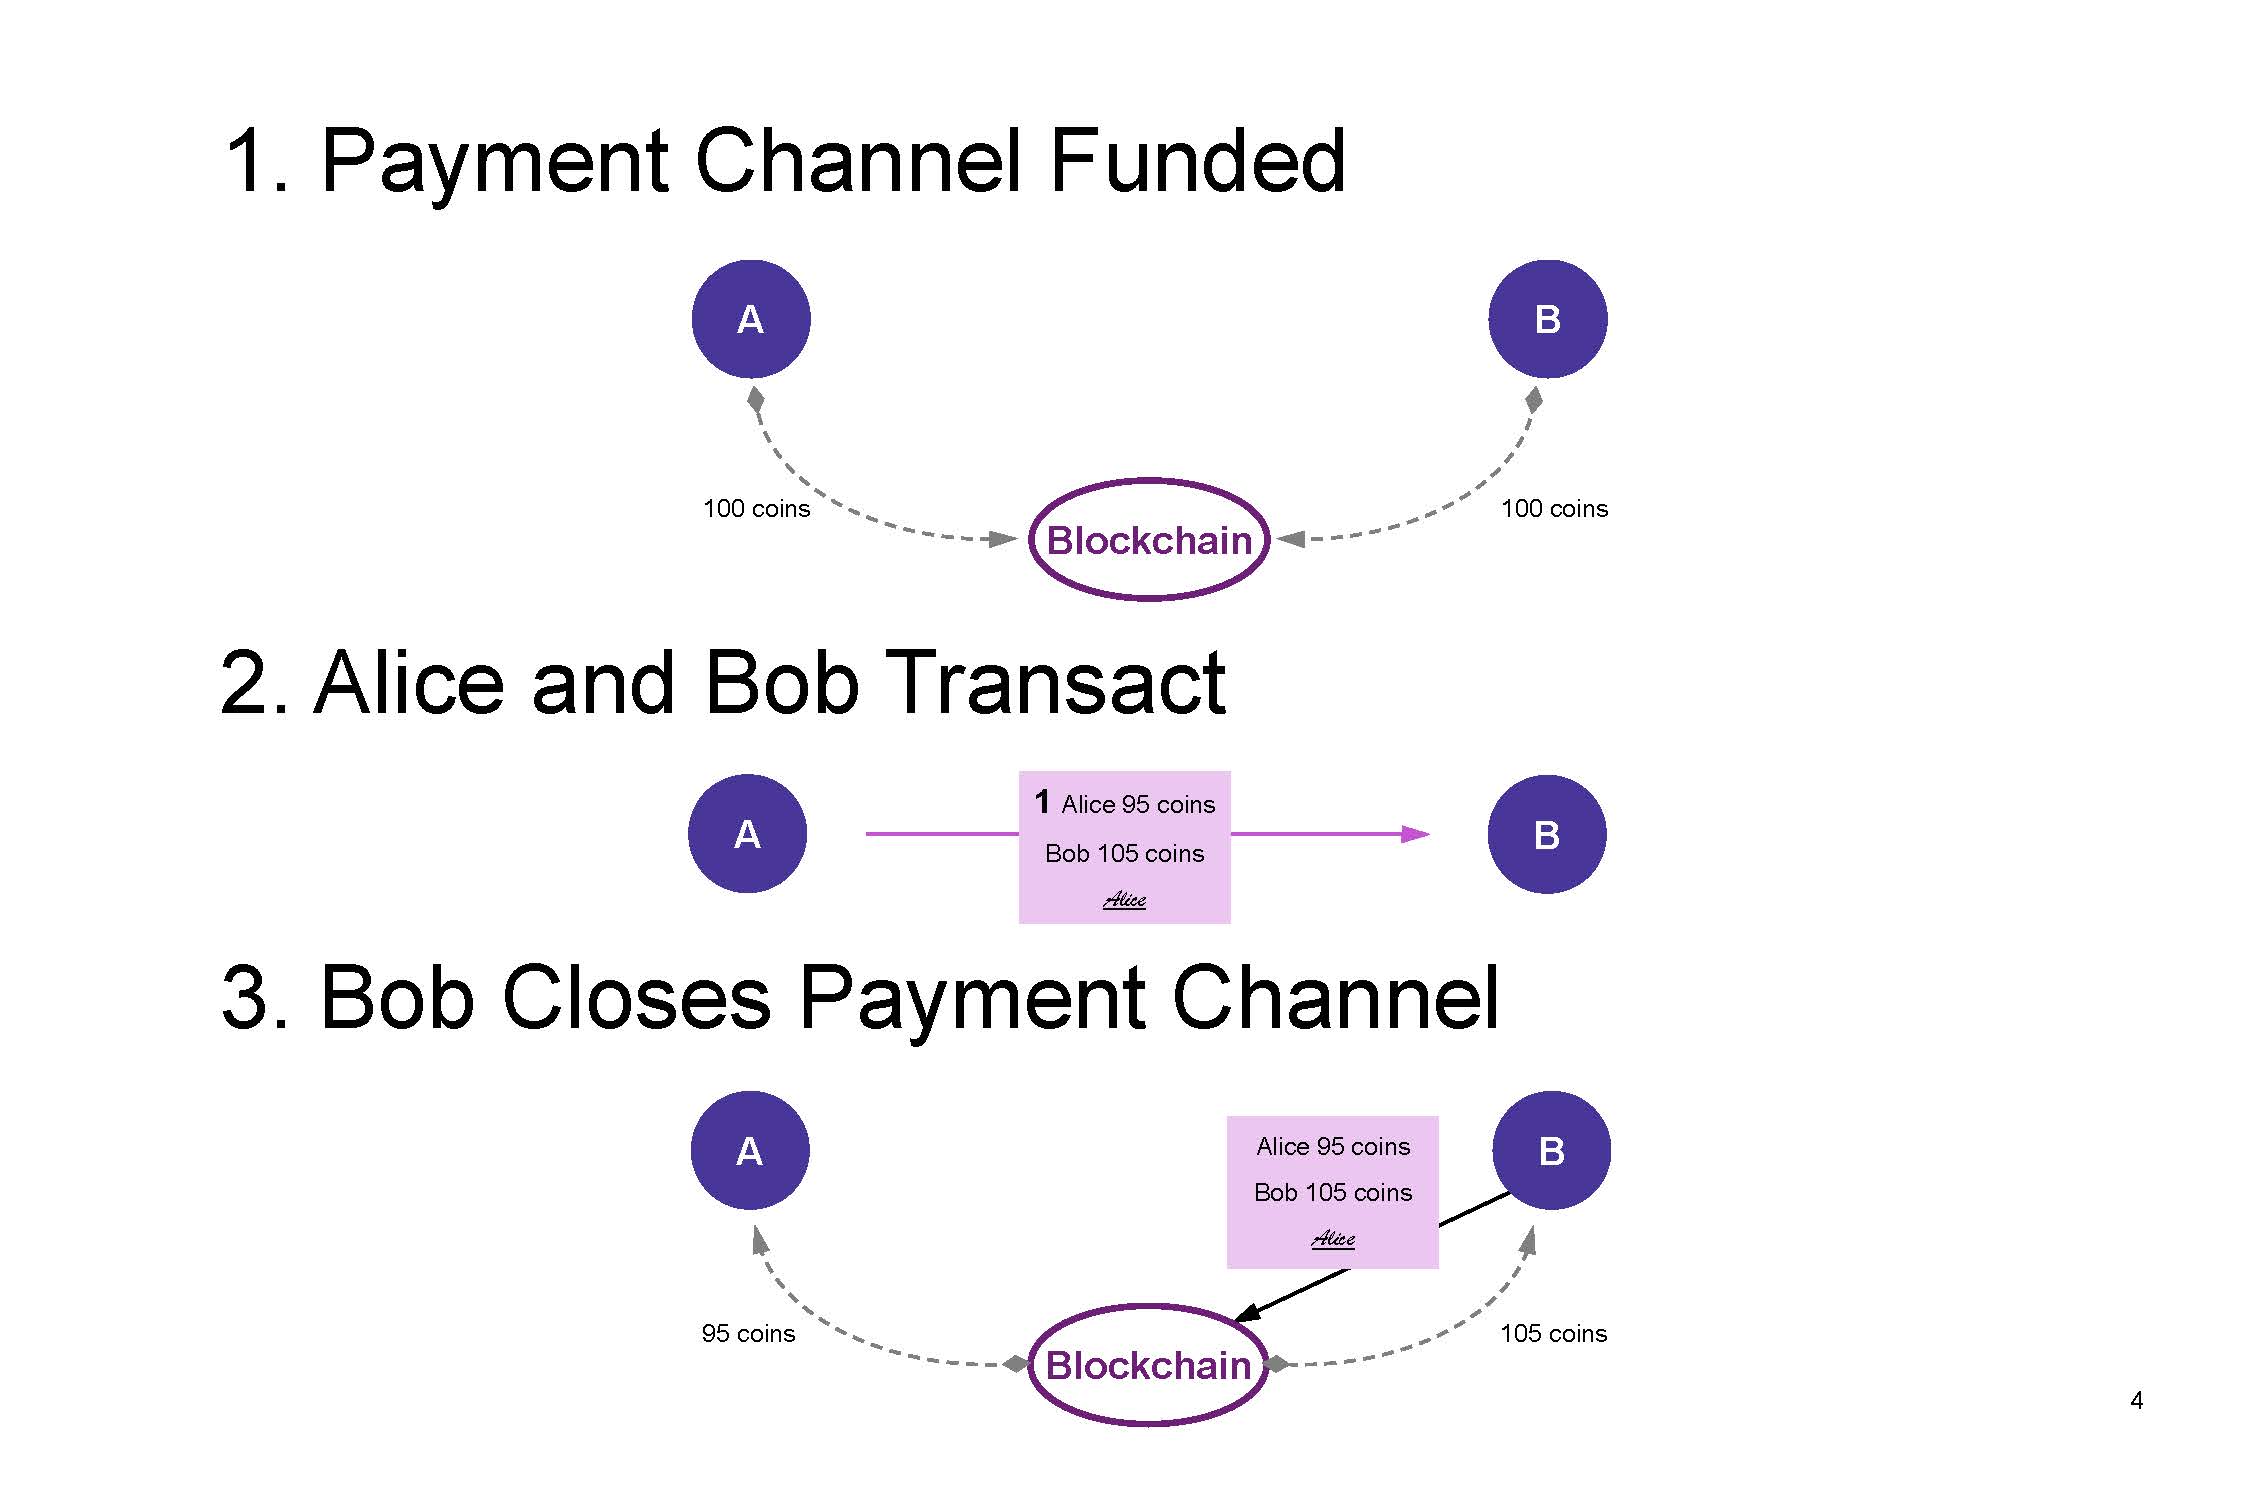 1. Payment Channel Funded
A
B
100 coins
100 coins
Blockchain
2. Alice and Bob Transact
A
1 Alice 95 coins
Bob 105 coins
Alice
B
3. Bob Closes Payment Channel
A
Alice 95 coins
Bob 105 coins
Alice
B
95 coins
105 coins
Blockchain
4